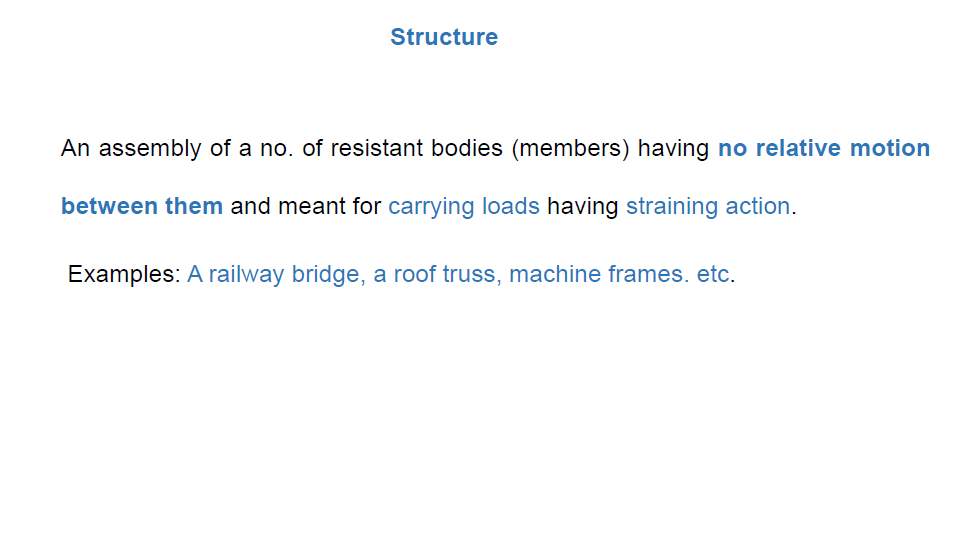 Structure
An assembly of a no. of resistant bodies (members) having no relative motion
between them and meant for carrying loads having straining action.
Examples: A railway bridge, a roof truss, machine frames. etc.